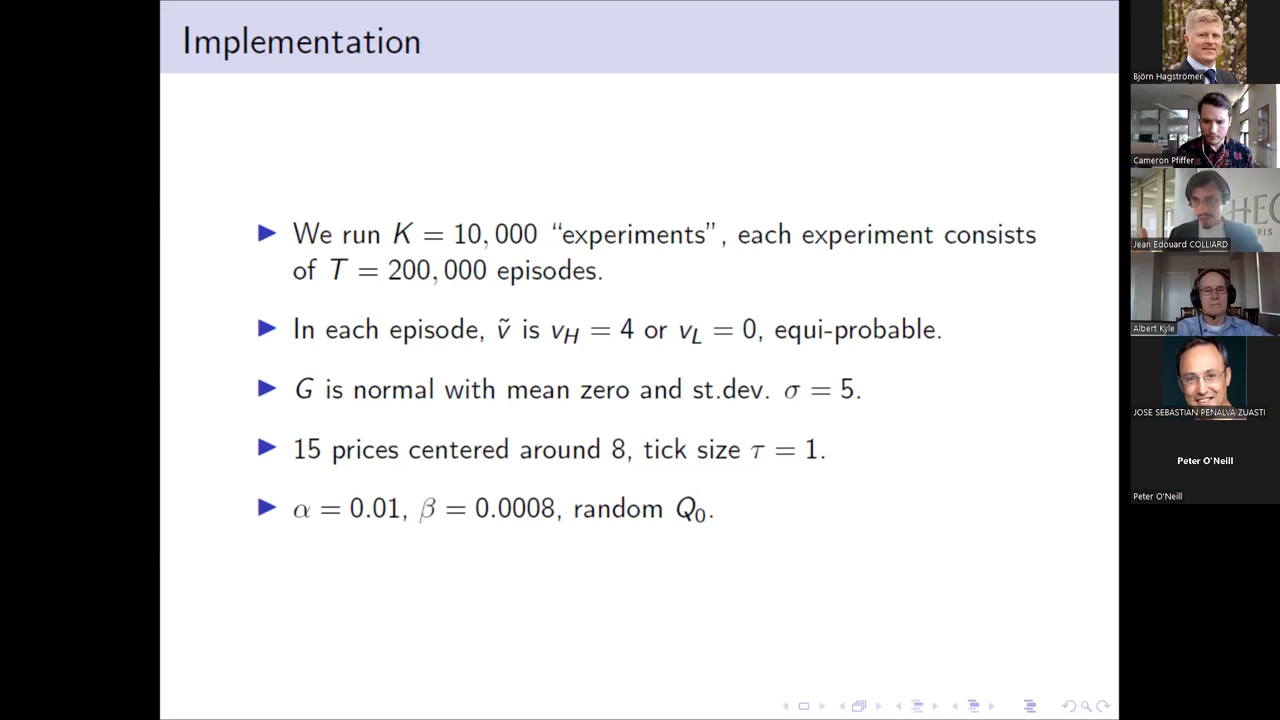 Implementation
▶ We run K = 10, 000 “experiments”, each experiment consists
of T = 200, 000 episodes.
▶ In each episode, ṽ is v_H = 4 or v_L = 0, equi-probable.
▶ G is normal with mean zero and st.dev. σ = 5.
▶ 15 prices centered around 8, tick size τ = 1.
▶ α = 0.01, β = 0.0008, random Q₀.
Björn Hagströmer
Cameron Pfiffer
HEC
PARIS
Jean Edouard COLLIARD
Albert Kyle
JOSE SEBASTIAN PENALVA ZUASTI
Peter O'Neill
Peter O'Neill